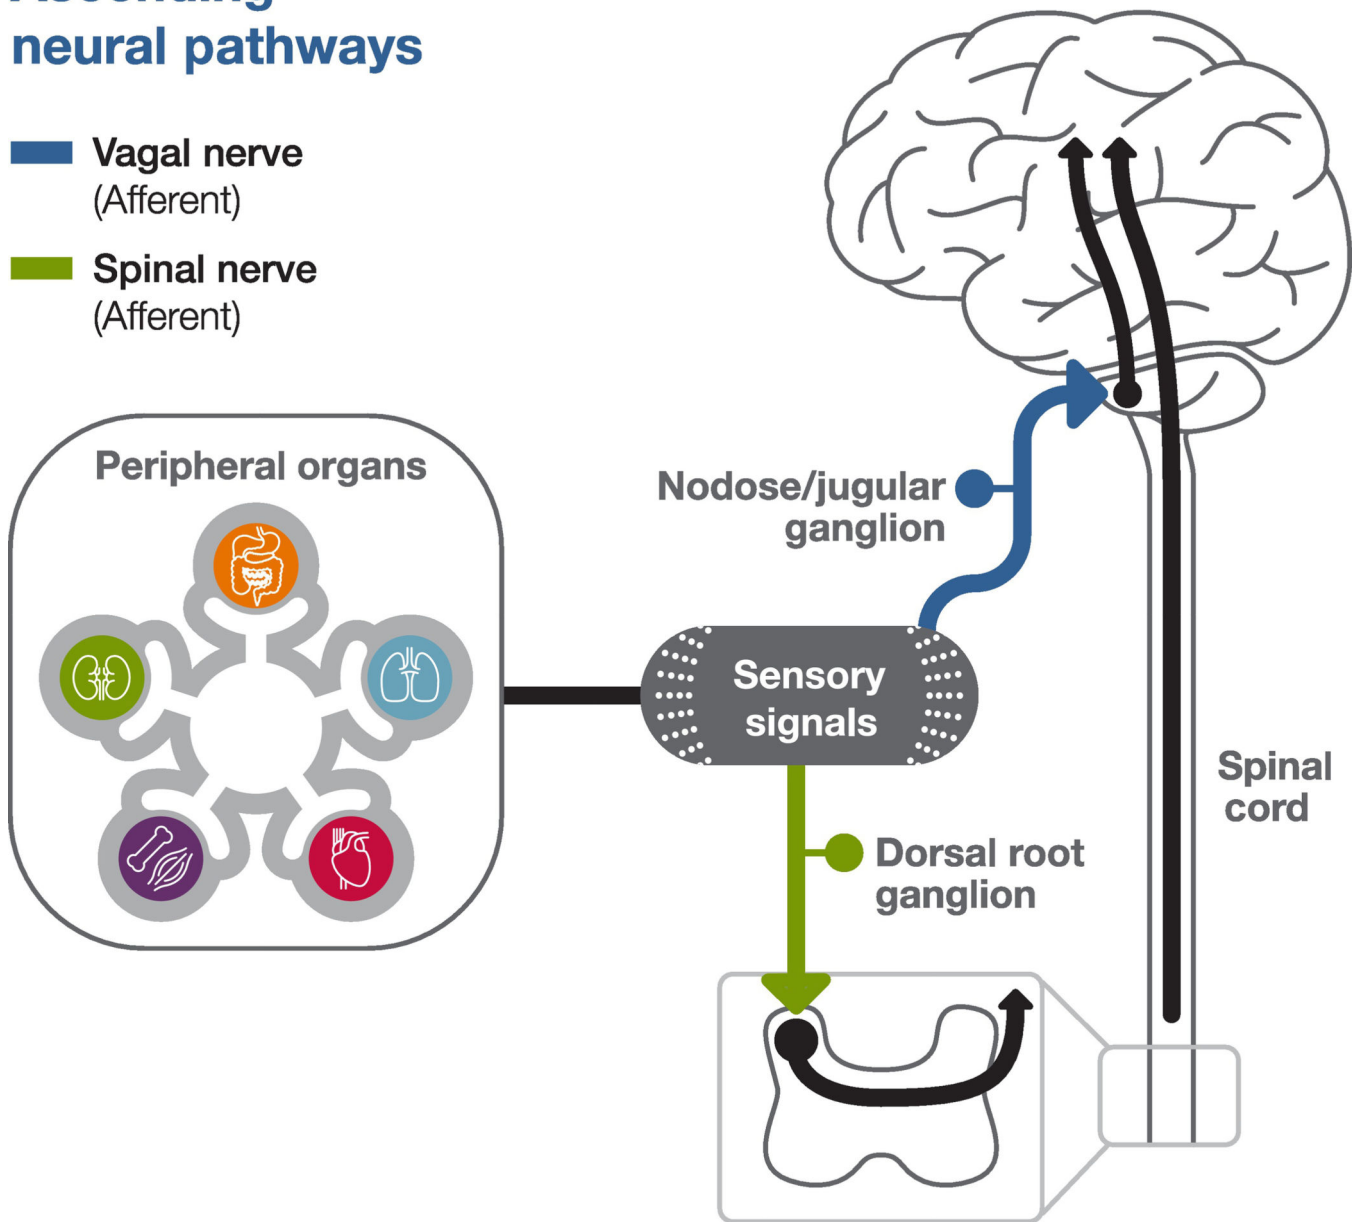 Ascending
neural pathways
Vagal nerve
(Afferent)
Spinal nerve
(Afferent)
Peripheral organs
Nodose/jugular
ganglion
Sensory
signals
Spinal
cord
Dorsal root
ganglion